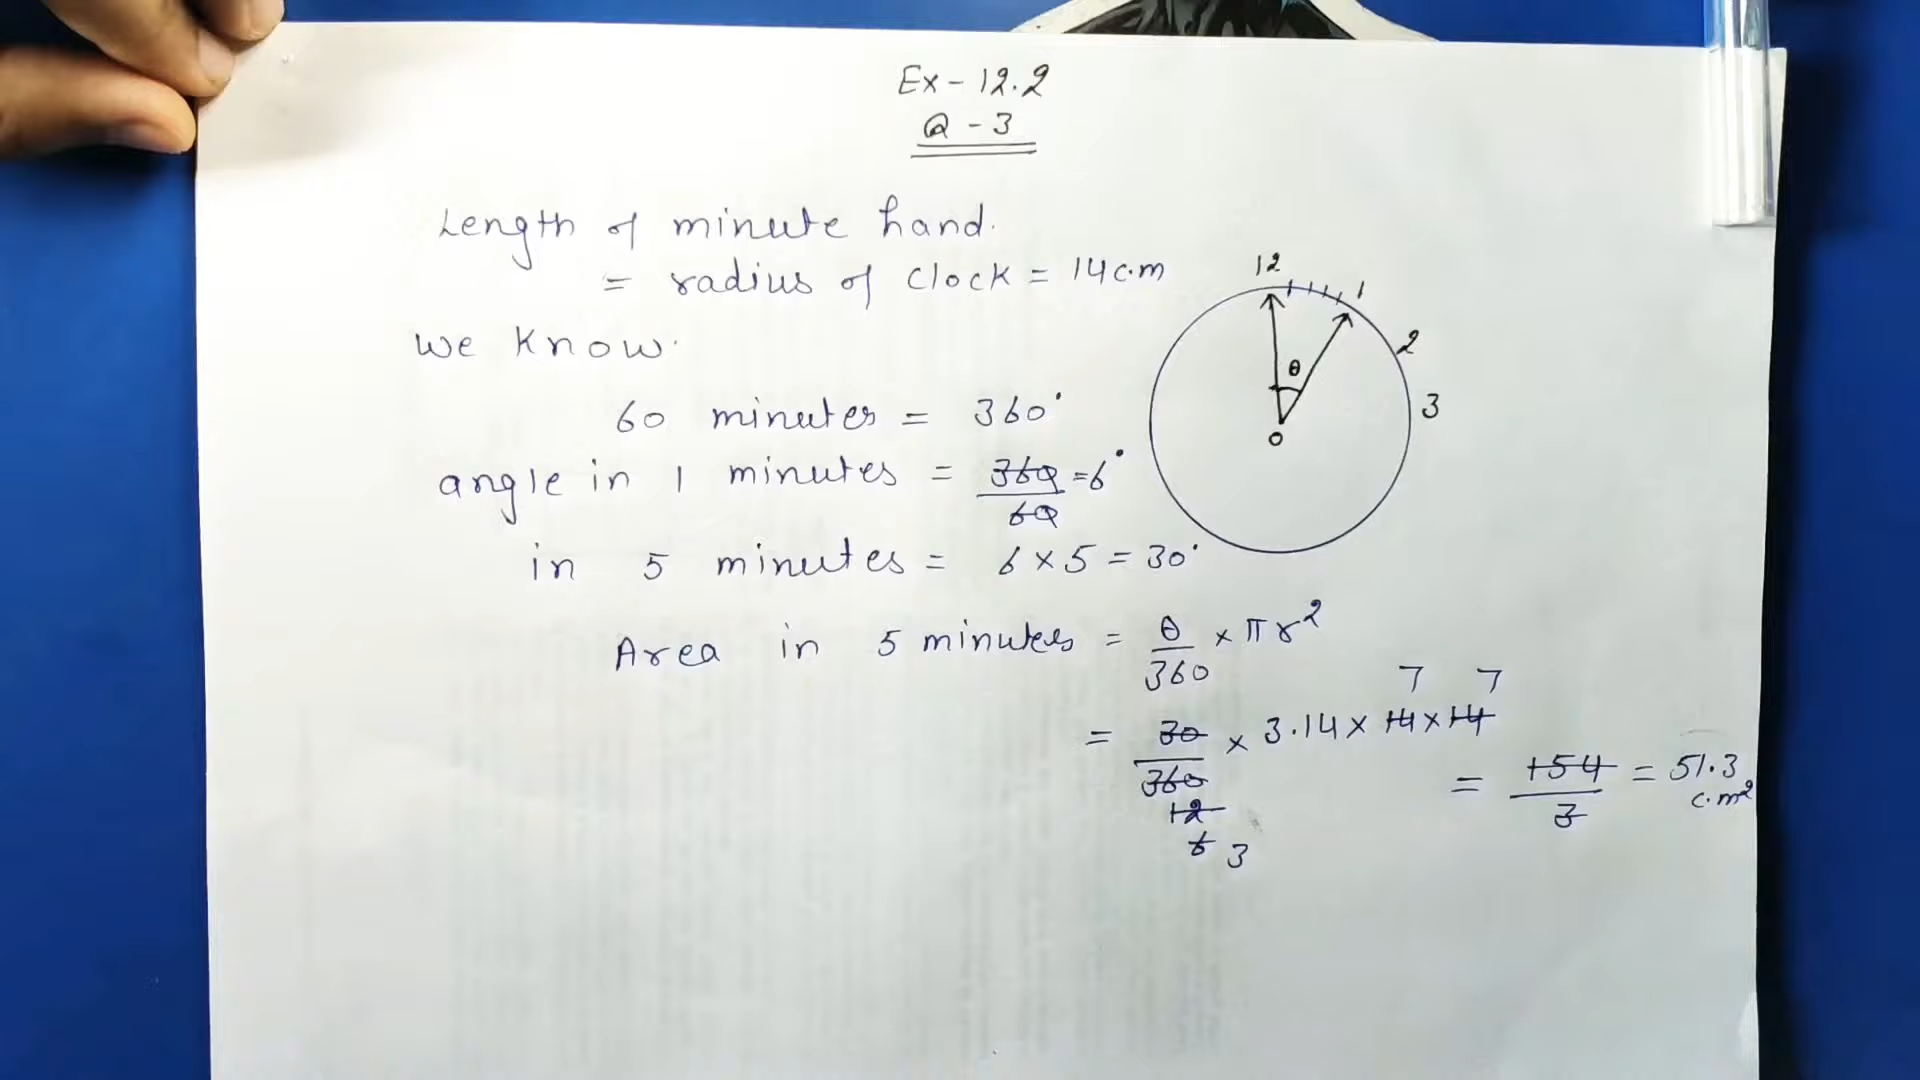 Ex - 12.2
Q - 3
Length of minute hand.
= radius of clock = 14 c.m
We know.
60 minutes = 360°
angle in 1 minutes = 360/60 = 6°
in 5 minutes = 6 × 5 = 30°
Area in 5 minutes = θ/360 × πr²
= 30/360 × 3.14 × 14 × 14
7 7
12
6 3
= 154/3 = 51.3 c.m²
12
1
2
3
θ
O